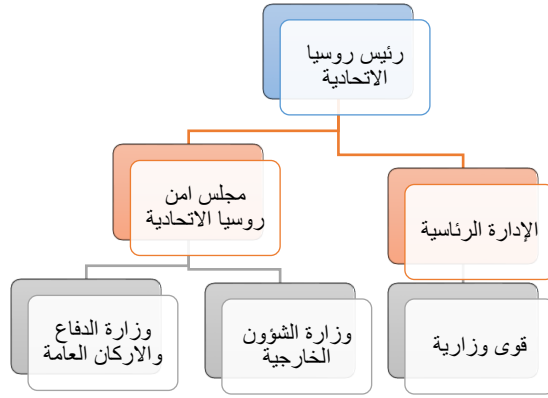 رئيس روسيا
الاتحادية
الإدارة الرئاسية
مجلس امن
روسيا الاتحادية
قوى وزارية
وزارة الشؤون
الخارجية
وزارة الدفاع
والاركان العامة